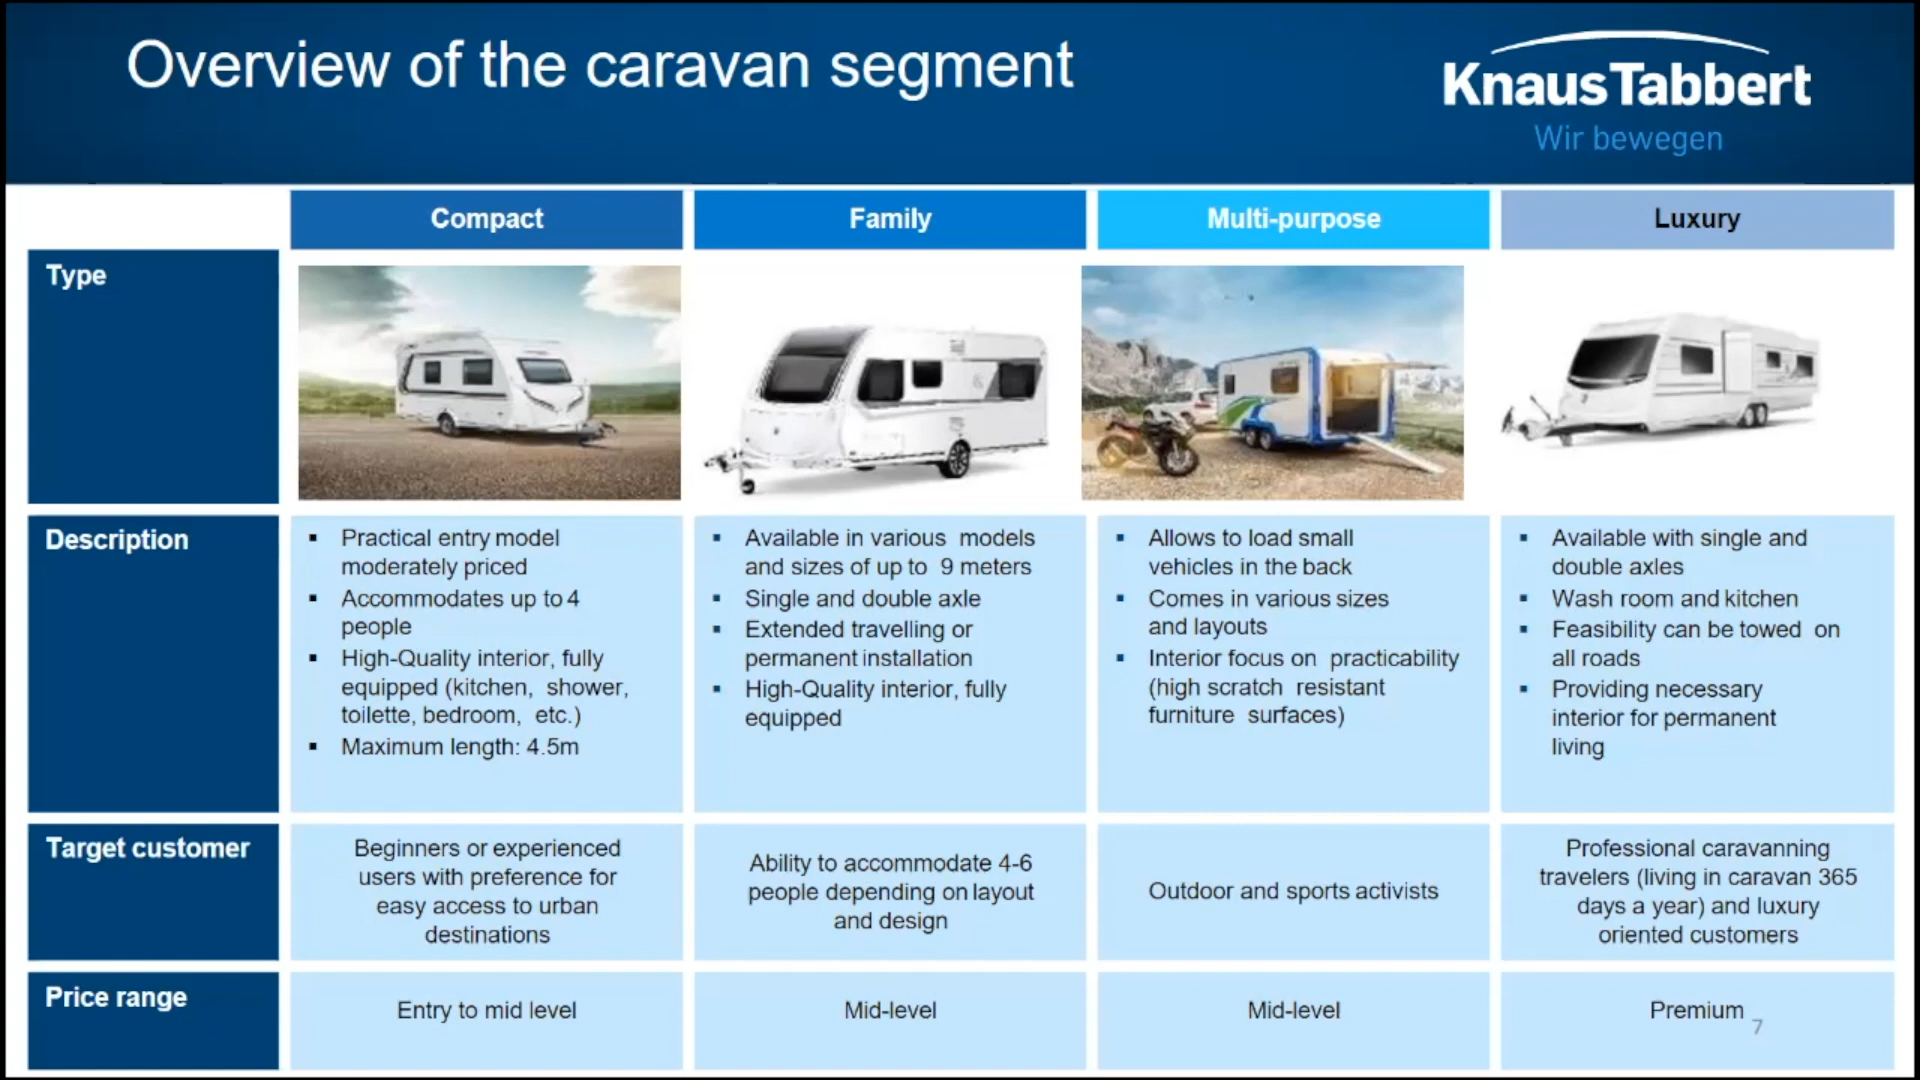 Overview of the caravan segment
KnausTabbert
Wir bewegen
Compact
Family
Multi-purpose
Luxury
Type
Description
Practical entry model
moderately priced
Accommodates up to 4
people
High-Quality interior, fully
equipped (kitchen, shower,
toilette, bedroom, etc.)
Maximum length: 4.5m
Available in various models
and sizes of up to 9 meters
Single and double axle
Extended travelling or
permanent installation
High-Quality interior, fully
equipped
Allows to load small
vehicles in the back
Comes in various sizes
and layouts
Interior focus on practicability
(high scratch resistant
furniture surfaces)
Available with single and
double axles
Wash room and kitchen
Feasibility can be towed on
all roads
Providing necessary
interior for permanent
living
Target customer
Beginners or experienced
users with preference for
easy access to urban
destinations
Ability to accommodate 4-6
people depending on layout
and design
Outdoor and sports activists
Professional caravanning
travelers (living in caravan 365
days a year) and luxury
oriented customers
Price range
Entry to mid level
Mid-level
Mid-level
Premium
7